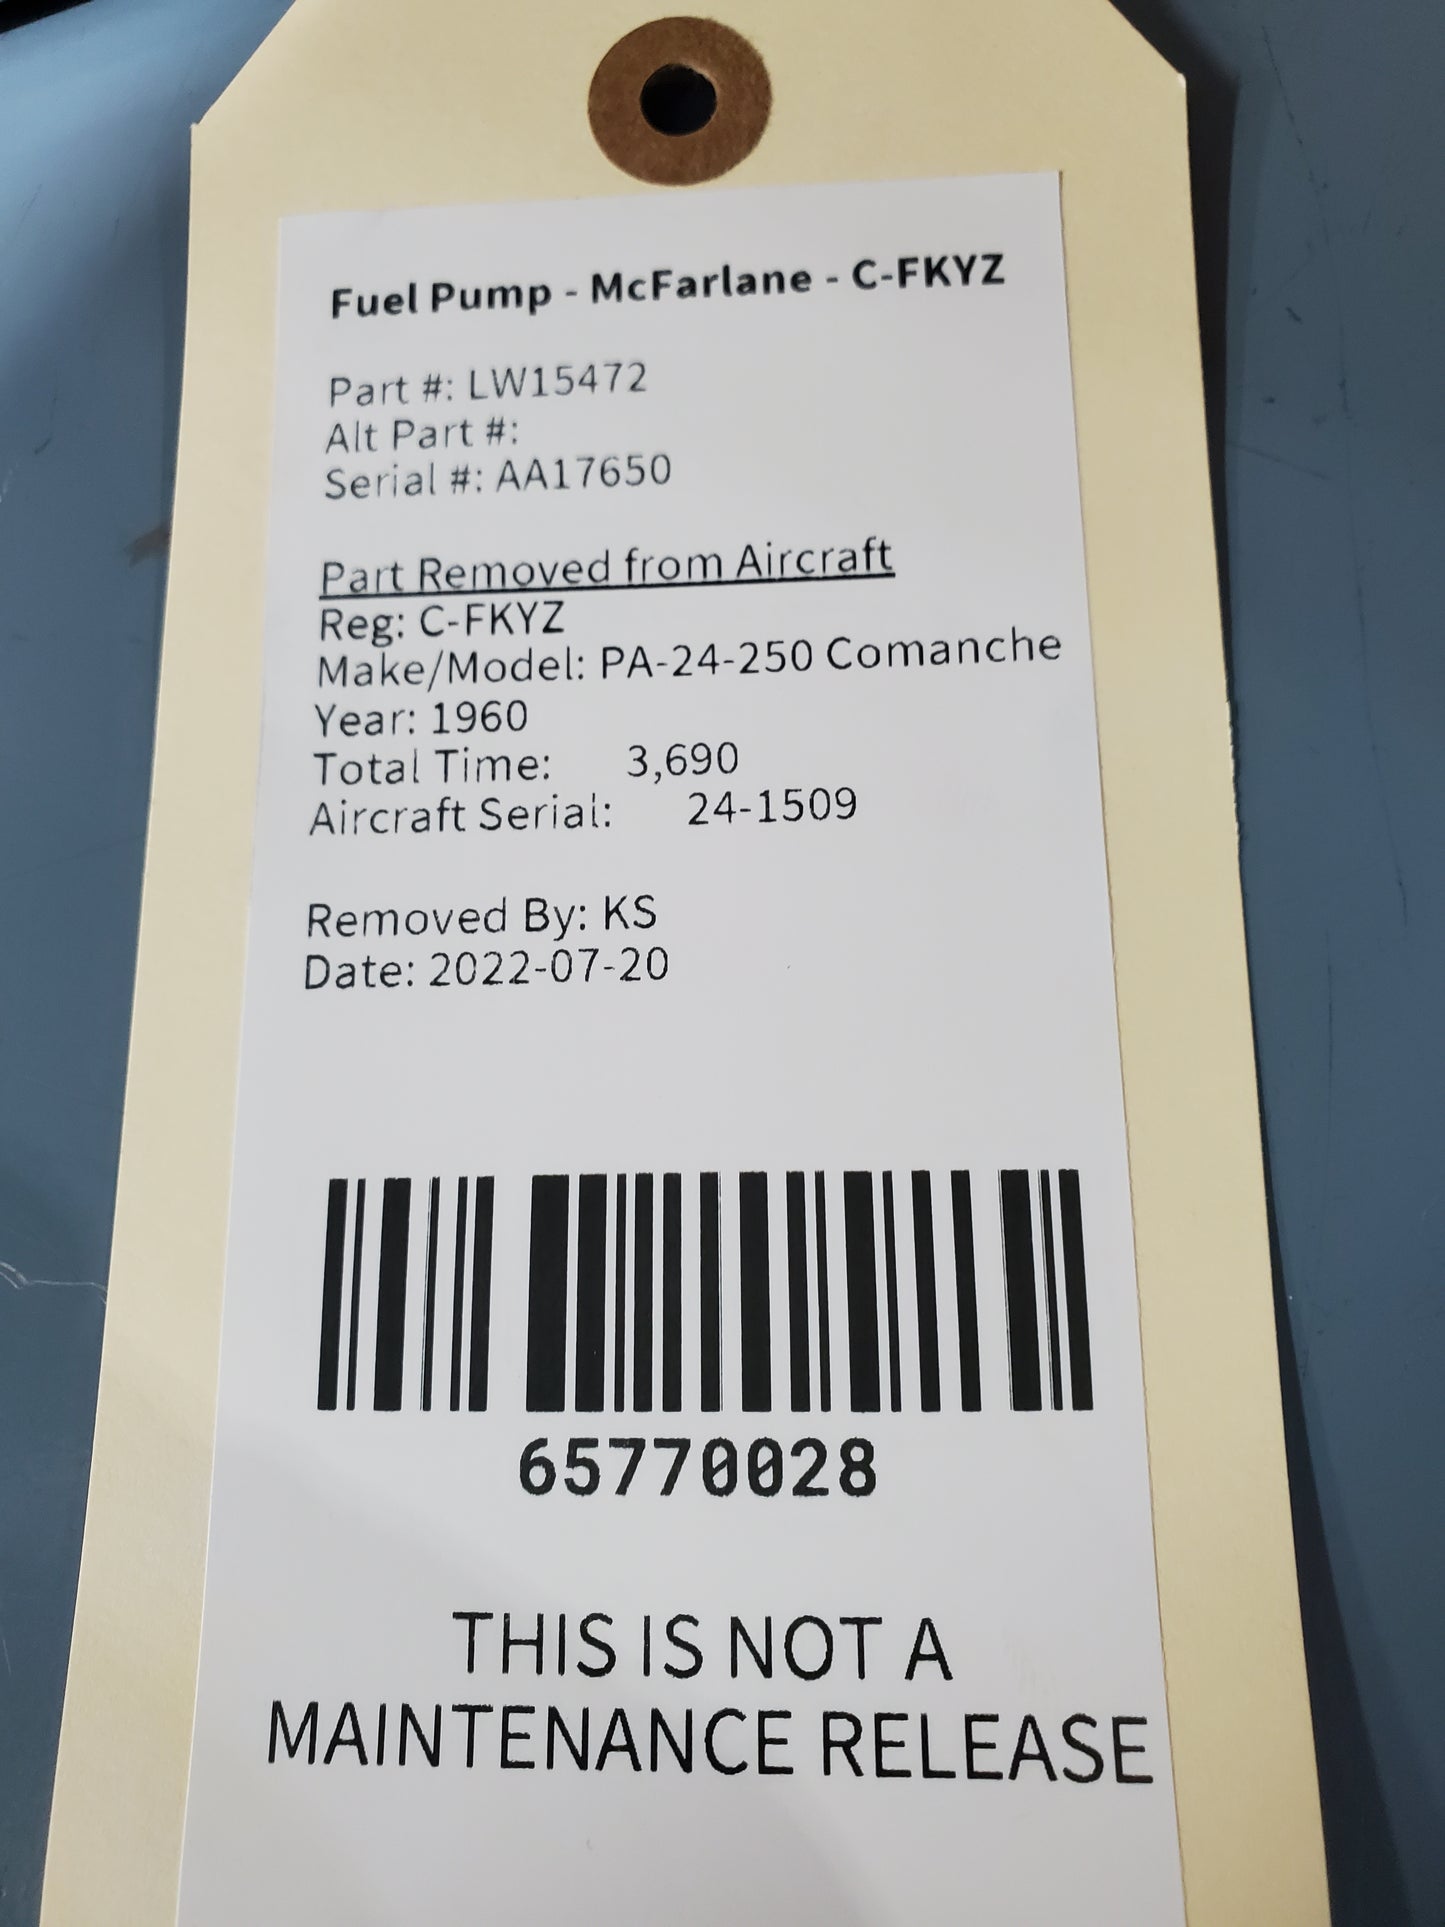 Fuel Pump - McFarlane - C-FKYZ
Part #: LW15472
Alt Part #:
Serial #: AA17650
Part Removed from Aircraft
Reg: C-FKYZ
Make/Model: PA-24-250 Comanche
Year: 1960
Total Time: 3,690
Aircraft Serial: 24-1509
Removed By: KS
Date: 2022-07-20
65770028
THIS IS NOT A
MAINTENANCE RELEASE